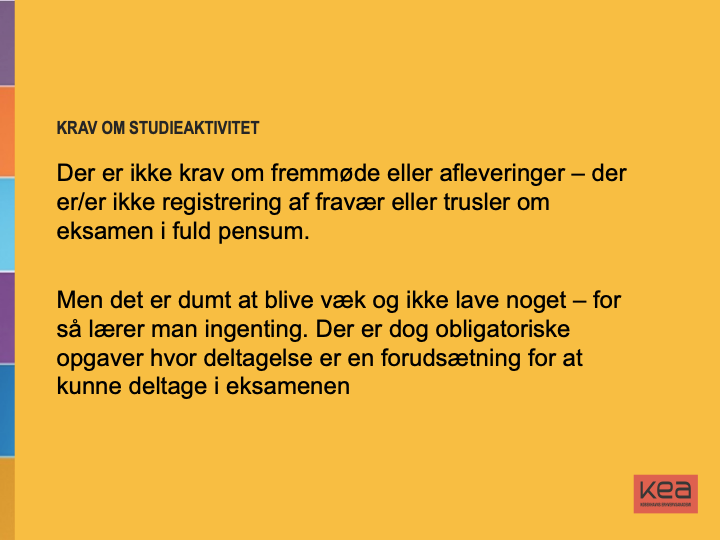 KRAV OM STUDIEAKTIVITET
Der er ikke krav om fremmøde eller afleveringer – der
er/er ikke registrering af fravær eller trusler om
eksamen i fuld pensum.
Men det er dumt at blive væk og ikke lave noget – for
så lærer man ingenting. Der er dog obligatoriske
opgaver hvor deltagelse er en forudsætning for at
kunne deltage i eksamenen
kea